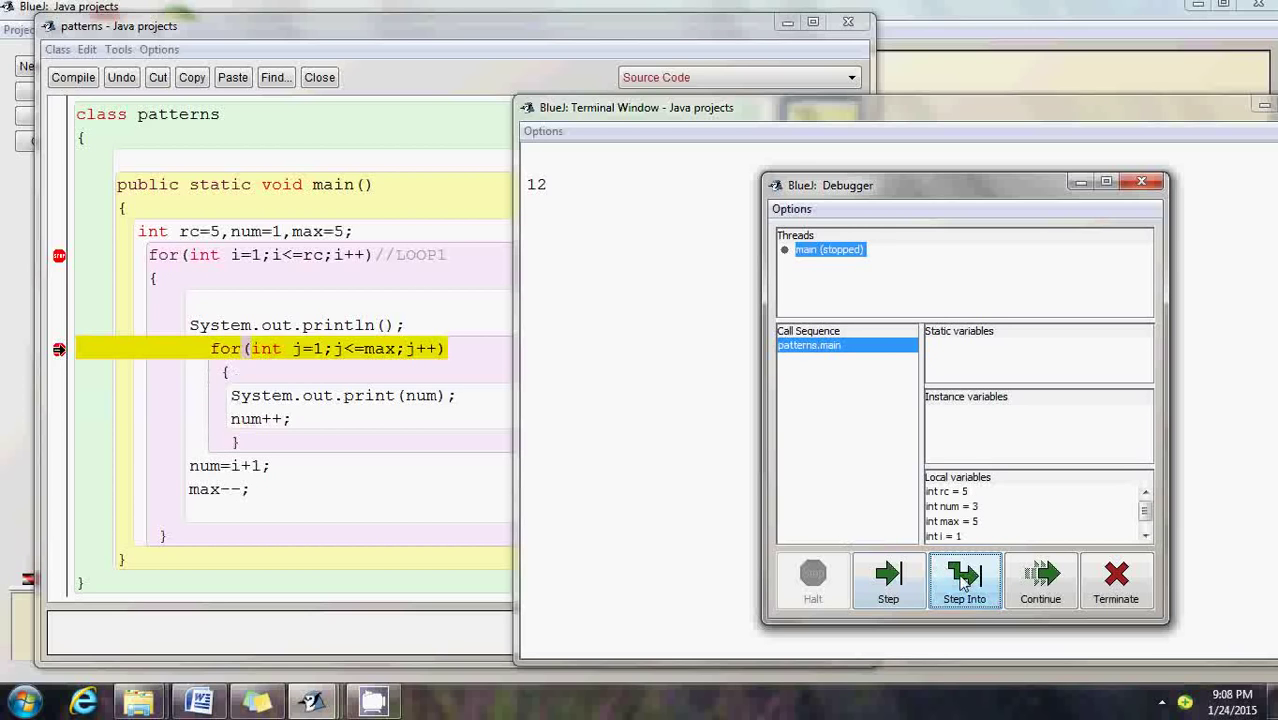 BlueJ: Java projects
patterns - Java projects
Class Edit Tools Options
Compile Undo Cut Copy Paste Find... Close Source Code
class patterns
{
public static void main()
{
int rc=5,num=1,max=5;
for(int i=1;i<=rc;i++)//LOOP1
{
System.out.println();
for(int j=1;j<=max;j++)
{
System.out.print(num);
num++;
}
num=i+1;
max--;
}
}
}
BlueJ: Terminal Window - Java projects
Options
12
BlueJ: Debugger
Options
Threads
main (stopped)
Call Sequence
patterns.main
Static variables
Instance variables
Local variables
int rc = 5
int num = 3
int max = 5
int i = 1
Halt
Step
Step Into
Continue
Terminate
9:08 PM
1/24/2015